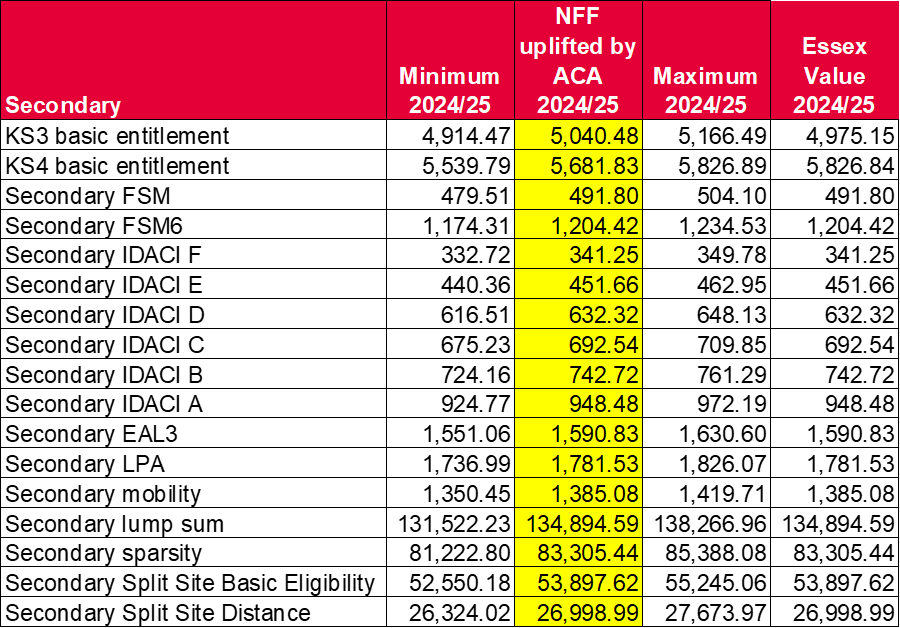 Secondary Minimum 2024/25 NFF uplifted by ACA 2024/25 Maximum 2024/25 Essex Value 2024/25
KS3 basic entitlement 4,914.47 5,040.48 5,166.49 4,975.15
KS4 basic entitlement 5,539.79 5,681.83 5,826.89 5,826.84
Secondary FSM 479.51 491.80 504.10 491.80
Secondary FSM6 1,174.31 1,204.42 1,234.53 1,204.42
Secondary IDACI F 332.72 341.25 349.78 341.25
Secondary IDACI E 440.36 451.66 462.95 451.66
Secondary IDACI D 616.51 632.32 648.13 632.32
Secondary IDACI C 675.23 692.54 709.85 692.54
Secondary IDACI B 724.16 742.72 761.29 742.72
Secondary IDACI A 924.77 948.48 972.19 948.48
Secondary EAL3 1,551.06 1,590.83 1,630.60 1,590.83
Secondary LPA 1,736.99 1,781.53 1,826.07 1,781.53
Secondary mobility 1,350.45 1,385.08 1,419.71 1,385.08
Secondary lump sum 131,522.23 134,894.59 138,266.96 134,894.59
Secondary sparsity 81,222.80 83,305.44 85,388.08 83,305.44
Secondary Split Site Basic Eligibility 52,550.18 53,897.62 55,245.06 53,897.62
Secondary Split Site Distance 26,324.02 26,998.99 27,673.97 26,998.99